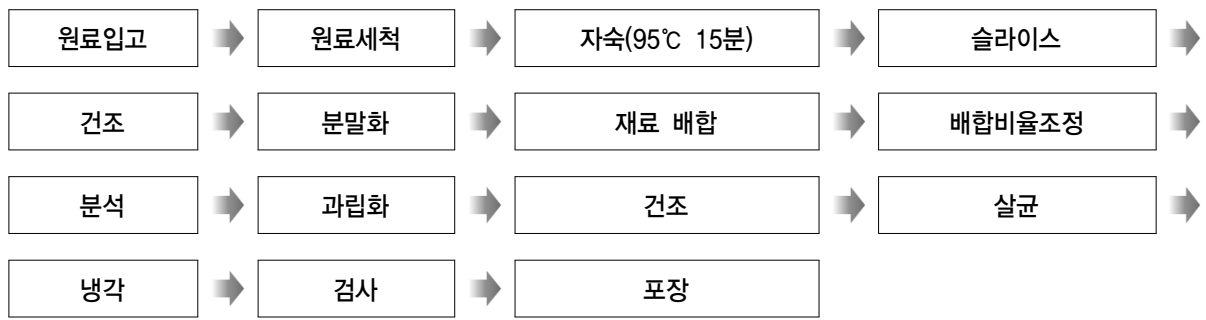 원료입고 원료세척 자숙(95℃ 15분) 슬라이스
건조 분말화 재료 배합 배합비율조정
분석 과립화 건조 살균
냉각 검사 포장